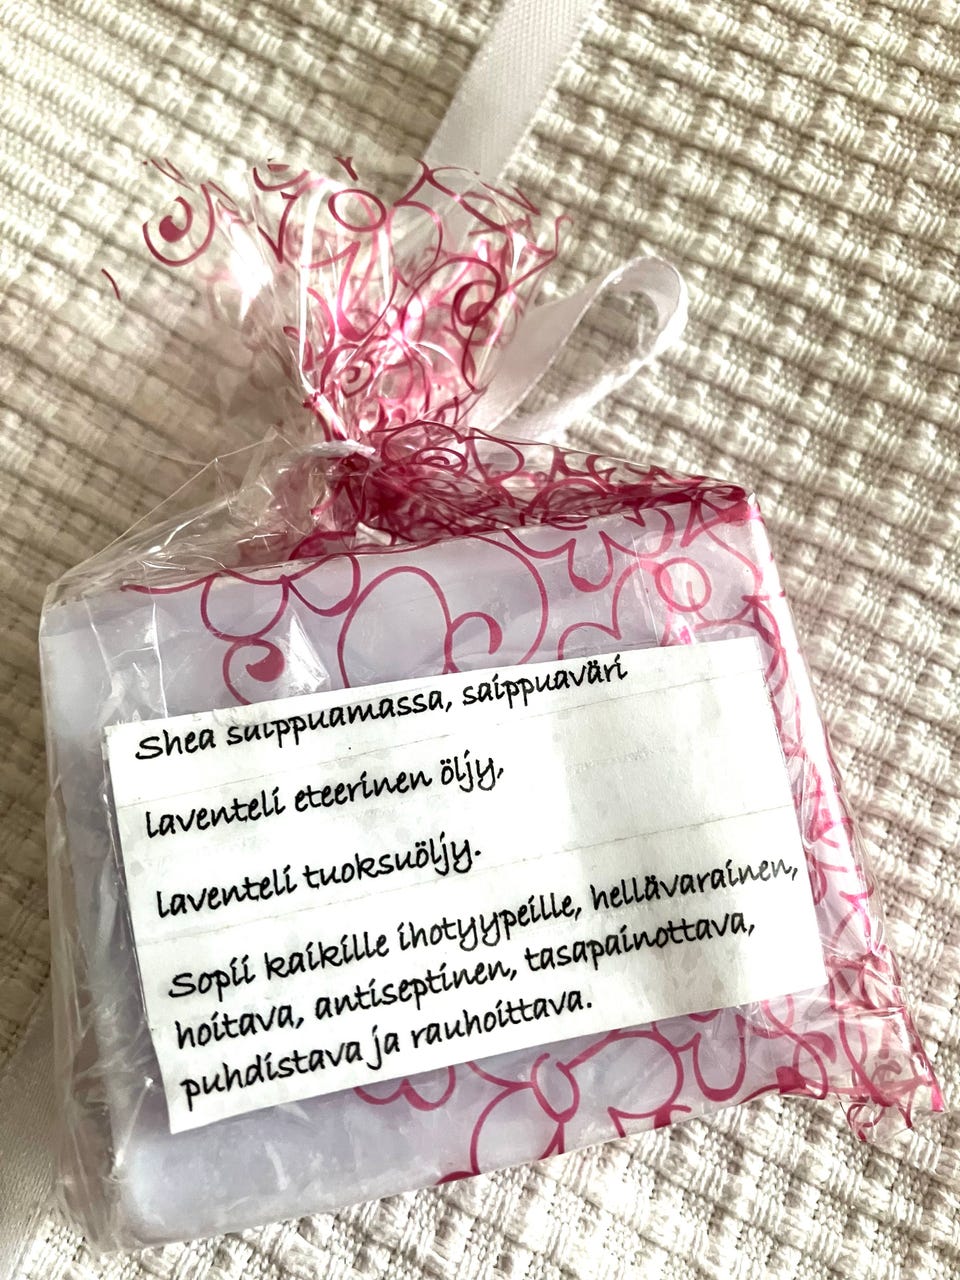 Shea saippuamassa, saippuaväri
laventeli eteerinen öljy,
laventeli tuoksuöljy.
Sopii kaikille ihotyypeille, hellävarainen,
hoitava, antiseptinen, tasapainottava,
puhdistava ja rauhoittava.